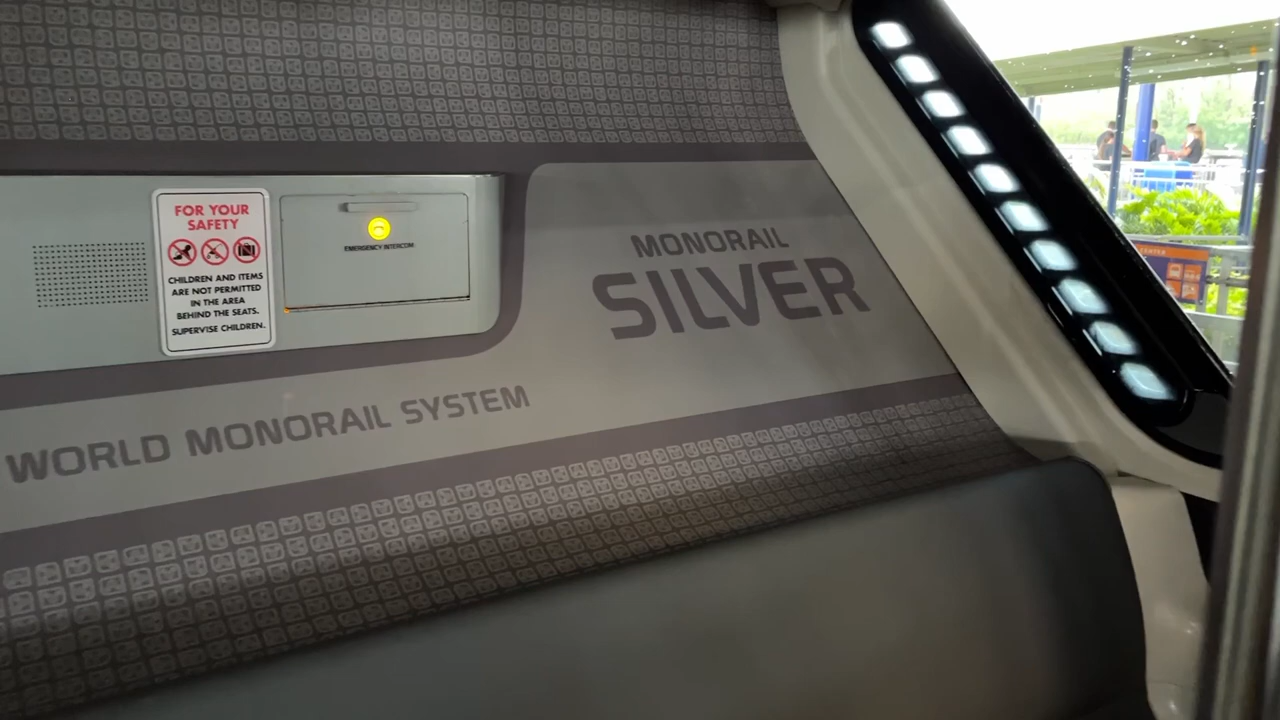 FOR YOUR
SAFETY
CHILDREN AND ITEMS
ARE NOT PERMITTED
IN THE AREA
BEHIND THE SEATS.
SUPERVISE CHILDREN.
EMERGENCY INTERCOM
MONORAIL
SILVER
WORLD MONORAIL SYSTEM
CENTER